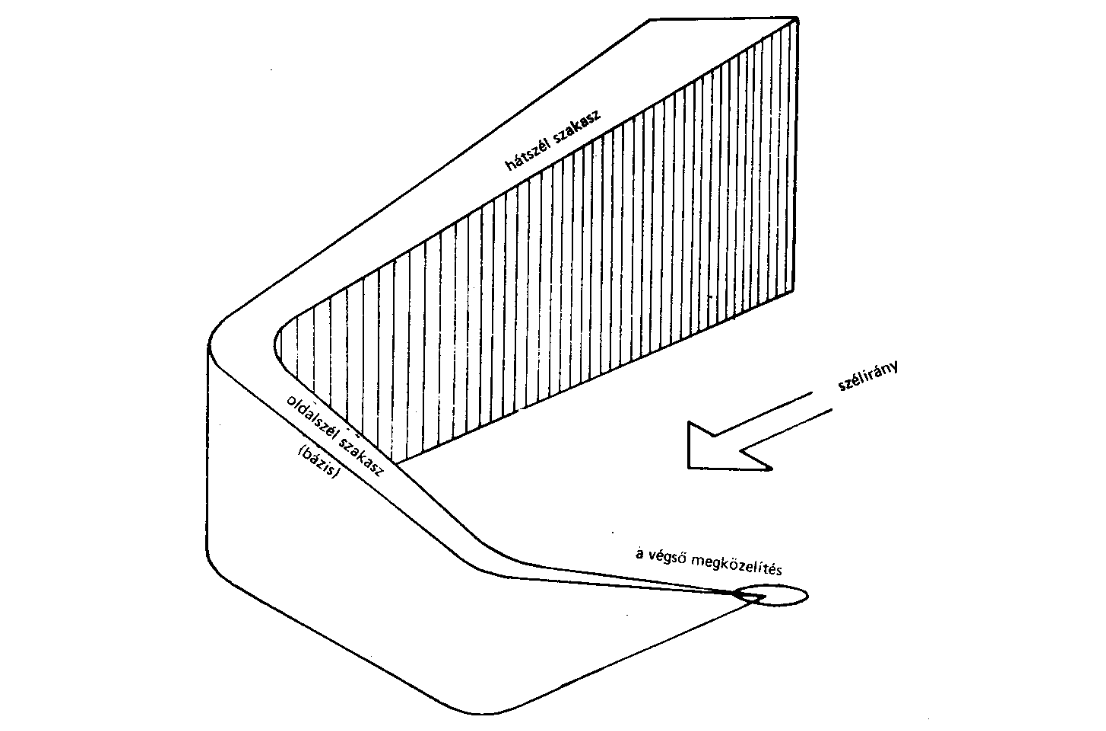 hátszél szakasz
szélirány
oldalszél szakasz
(bázis)
a végső megközelítés